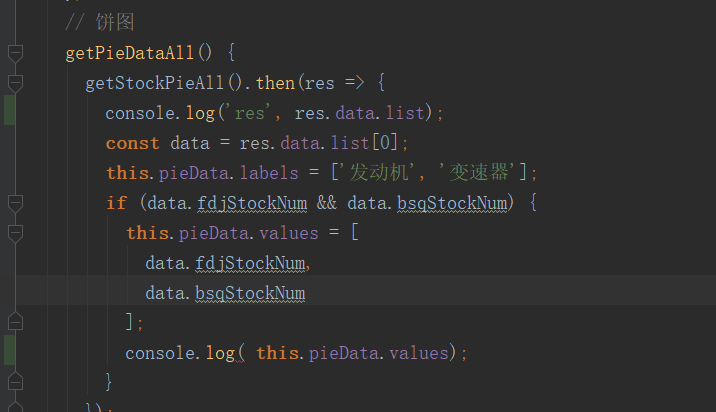 // 饼图
getPieDataAll() {
getStockPieAll().then(res => {
console.log('res', res.data.list);
const data = res.data.list[0];
this.pieData.labels = ['发动机', '变速器'];
if (data.fdjStockNum && data.bsqStockNum) {
this.pieData.values = [
data.fdjStockNum,
data.bsqStockNum
];
console.log( this.pieData.values);
}
});